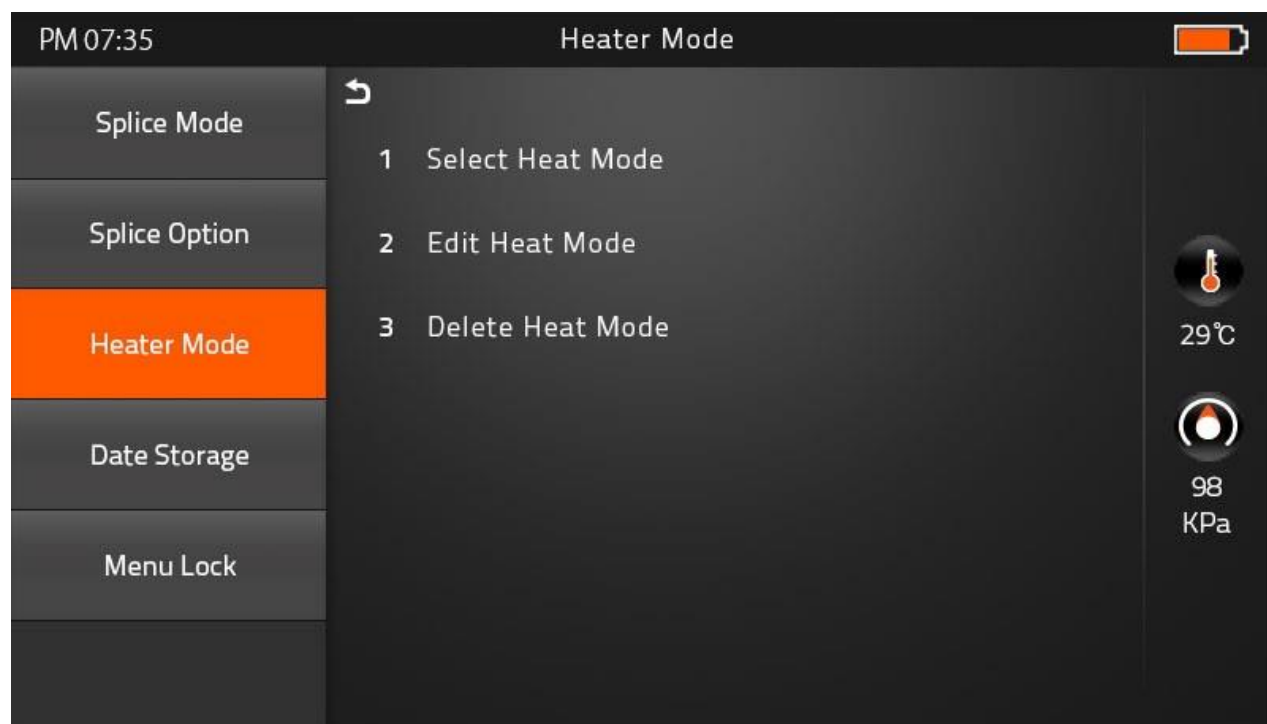 PM 07:35
Heater Mode
Splice Mode
Splice Option
Heater Mode
Date Storage
Menu Lock
1 Select Heat Mode
2 Edit Heat Mode
3 Delete Heat Mode
29℃
98
KPa